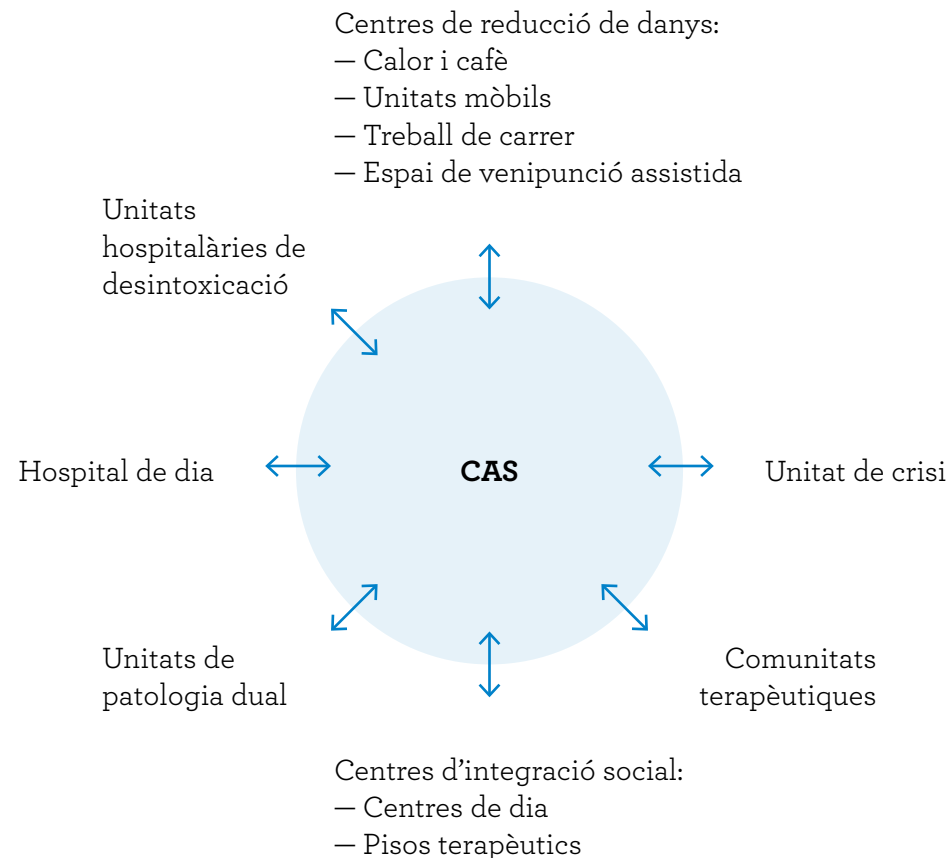 Centres de reducció de danys:
— Calor i cafè
— Unitats mòbils
— Treball de carrer
— Espai de venipunció assistida
Unitats
hospitalàries de
desintoxicació
Hospital de dia
CAS
Unitat de crisi
Unitats de
patologia dual
Comunitats
terapèutiques
Centres d’integració social:
— Centres de dia
— Pisos terapèutics